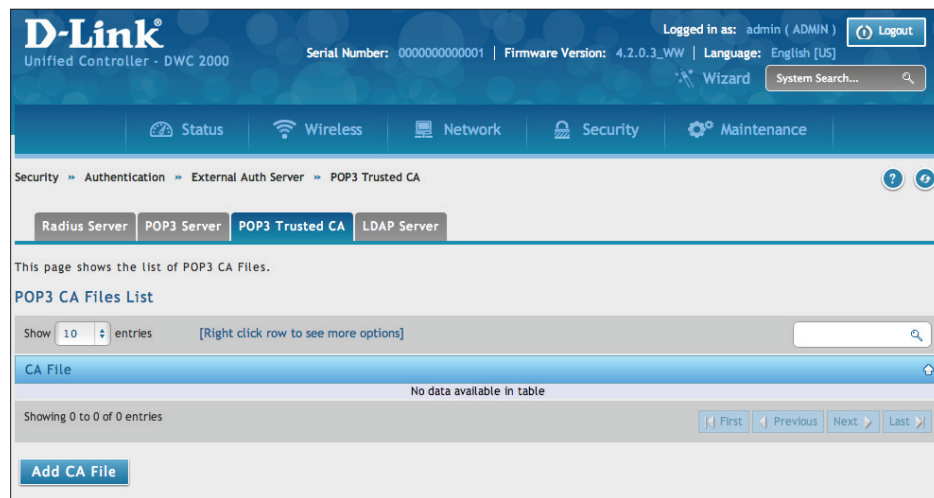 D-Link®
Unified Controller - DWC 2000
Logged in as: admin ( ADMIN ) Logout
Serial Number: 0000000000001 | Firmware Version: 4.2.0.3_WW | Language: English [US]
Wizard System Search...
Status Wireless Network Security Maintenance
Security » Authentication » External Auth Server » POP3 Trusted CA ?
Radius Server POP3 Server POP3 Trusted CA LDAP Server
This page shows the list of POP3 CA Files.
POP3 CA Files List
Show 10 entries [Right click row to see more options]
CA File
No data available in table
Showing 0 to 0 of 0 entries First Previous Next Last
Add CA File